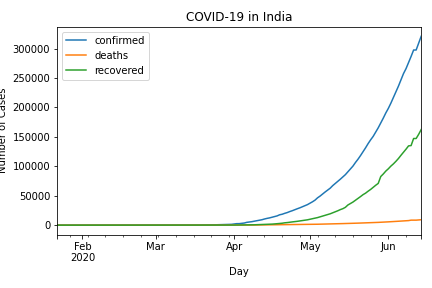 COVID-19 in India
confirmed
deaths
recovered
300000
250000
200000
150000
100000
50000
0
Number of Cases
Feb
2020
Mar
Apr
May
Jun
Day